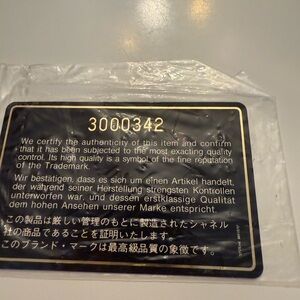 3000342
We certify the authenticity of this item and confirm
that it has been subjected to the most exacting quality
control. Its high quality is a symbol of the fine reputation
of the Trademark.
Wir bestätigen, dass es sich um einen Artikel handelt,
der während seiner Herstellung strengsten Kontrollen
unterworfen war, und dessen erstklassige Qualität
dem hohen Ansehen unserer Marke entspricht.
この製品は厳しい管理のもとに製造されたシャネル
社の商品であることを証明いたします。
このブランド・マークは最高級品質の象徴です。